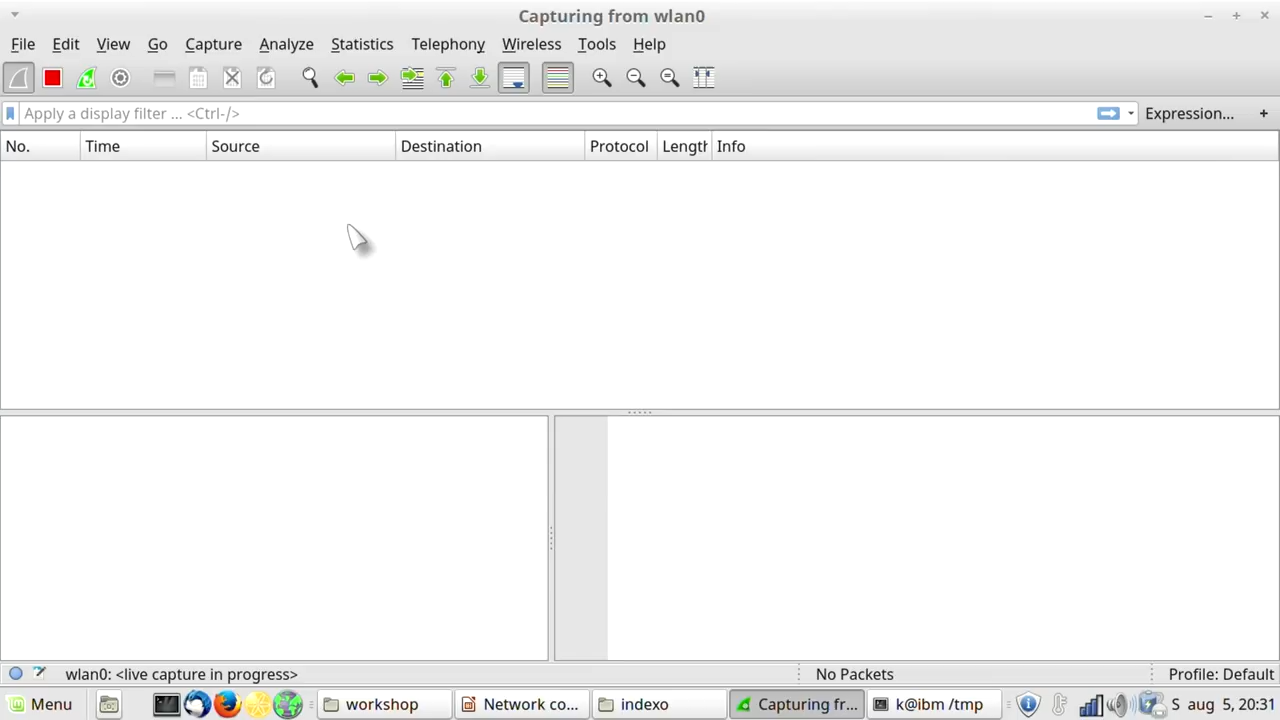 Capturing from wlan0
File Edit View Go Capture Analyze Statistics Telephony Wireless Tools Help
Apply a display filter ... <Ctrl-/> Expression... +
No. Time Source Destination Protocol Length Info
wlan0: <live capture in progress> No Packets Profile: Default
Menu workshop Network co... indexo Capturing fr... k@ibm /tmp S aug 5, 20:31